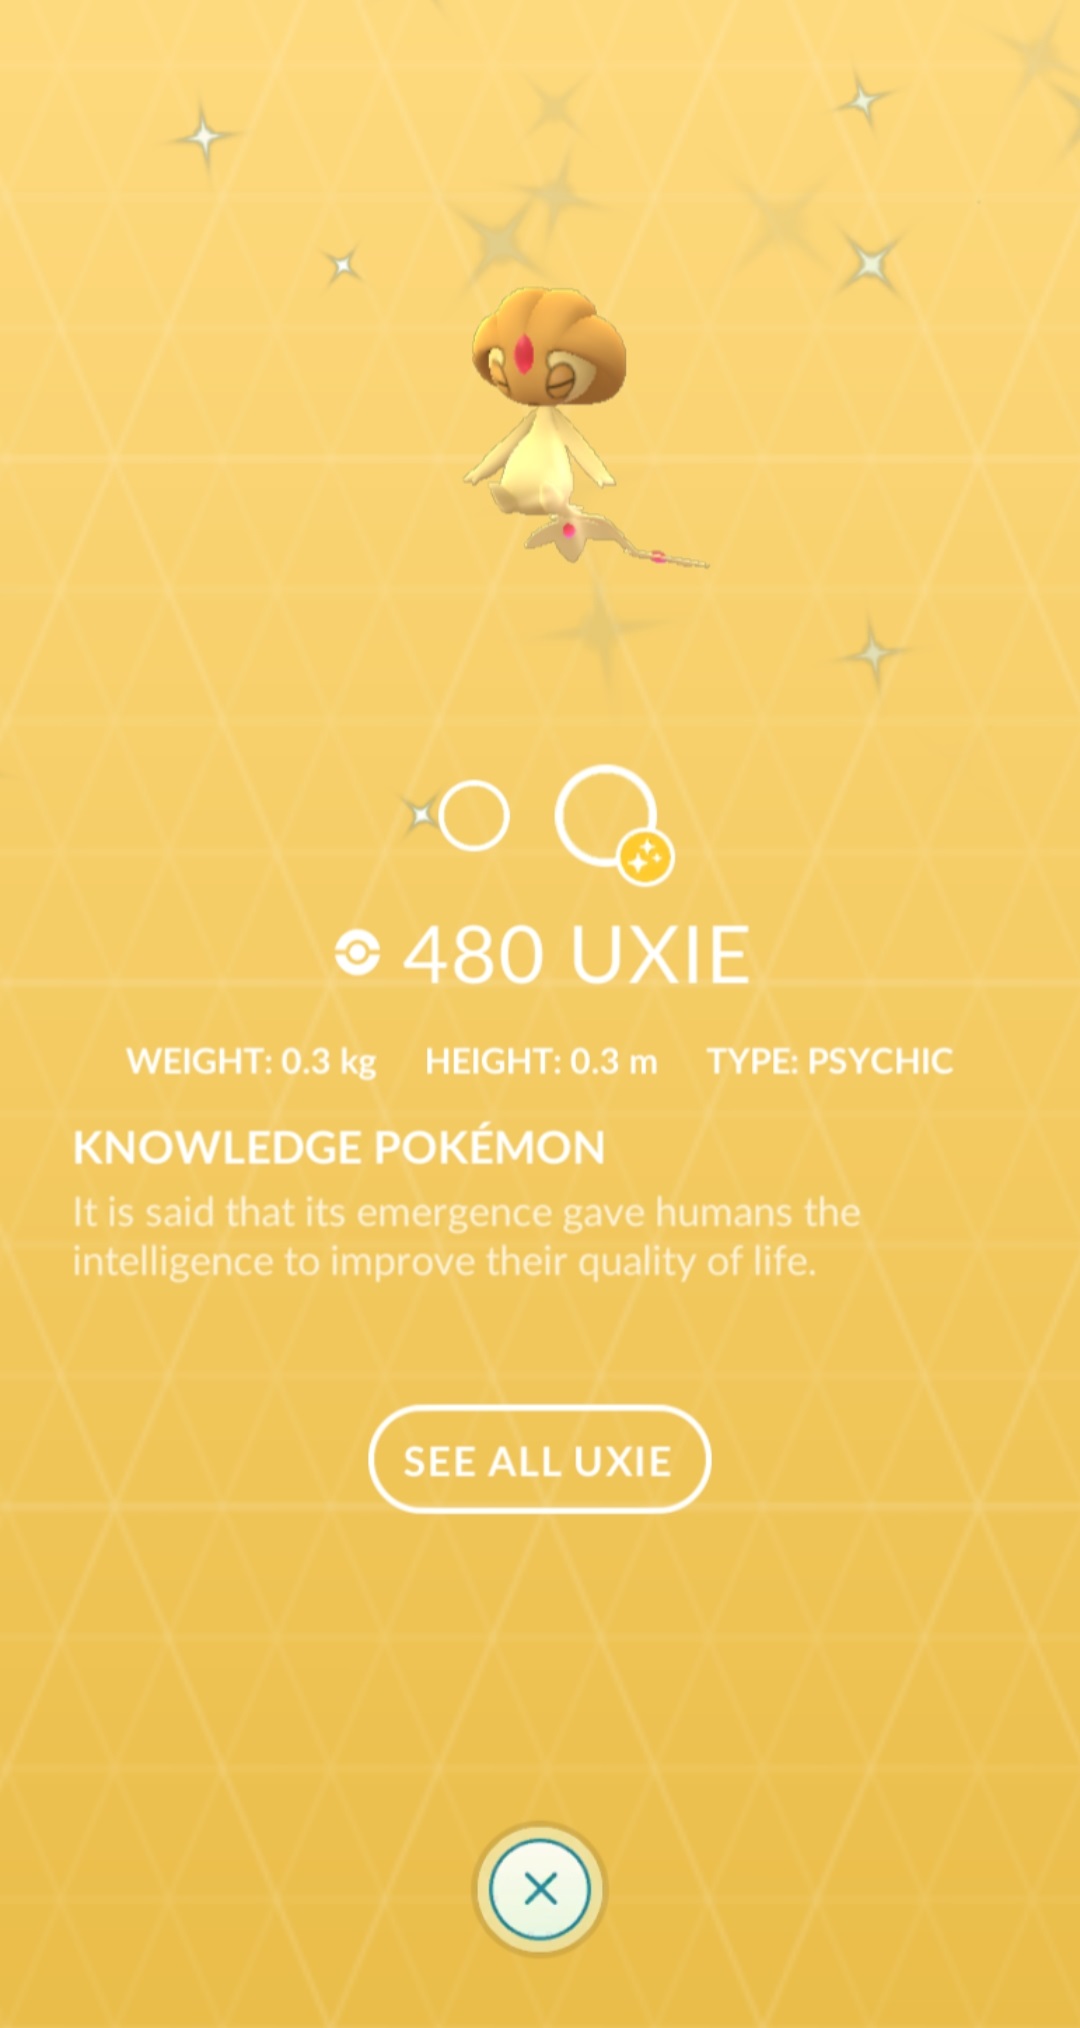 480 UXIE
WEIGHT: 0.3 kg HEIGHT: 0.3 m TYPE: PSYCHIC
KNOWLEDGE POKÉMON
It is said that its emergence gave humans the
intelligence to improve their quality of life.
SEE ALL UXIE